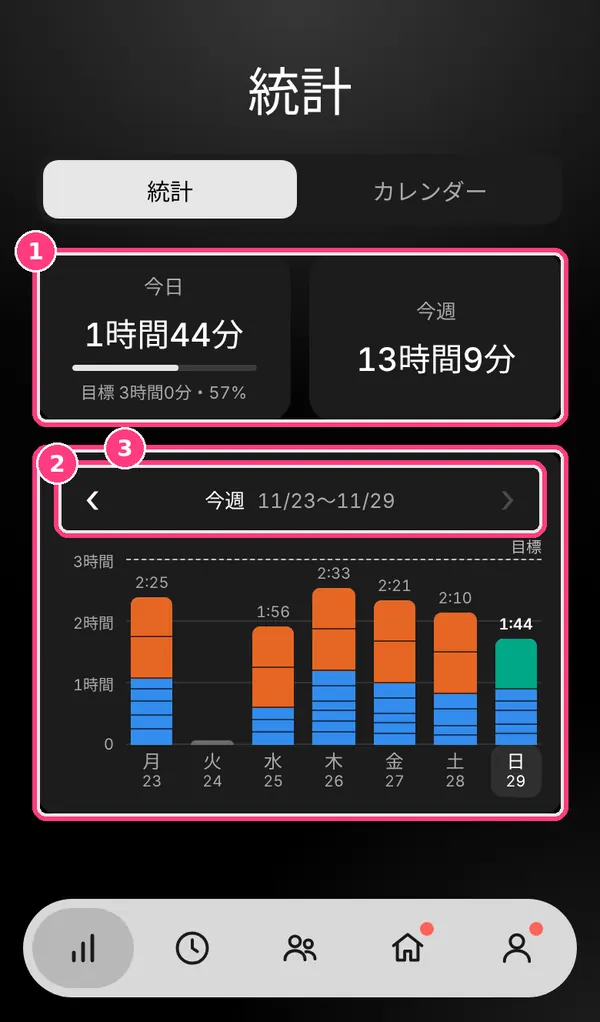 統計
統計
カレンダー
1
今日
1時間44分
目標 3時間0分・57%
今週
13時間9分
2
3
今週 11/23〜11/29
目標
3時間
2時間
1時間
0
2:25
1:56
2:33
2:21
2:10
1:44
月
23
火
24
水
25
木
26
金
27
土
28
日
29